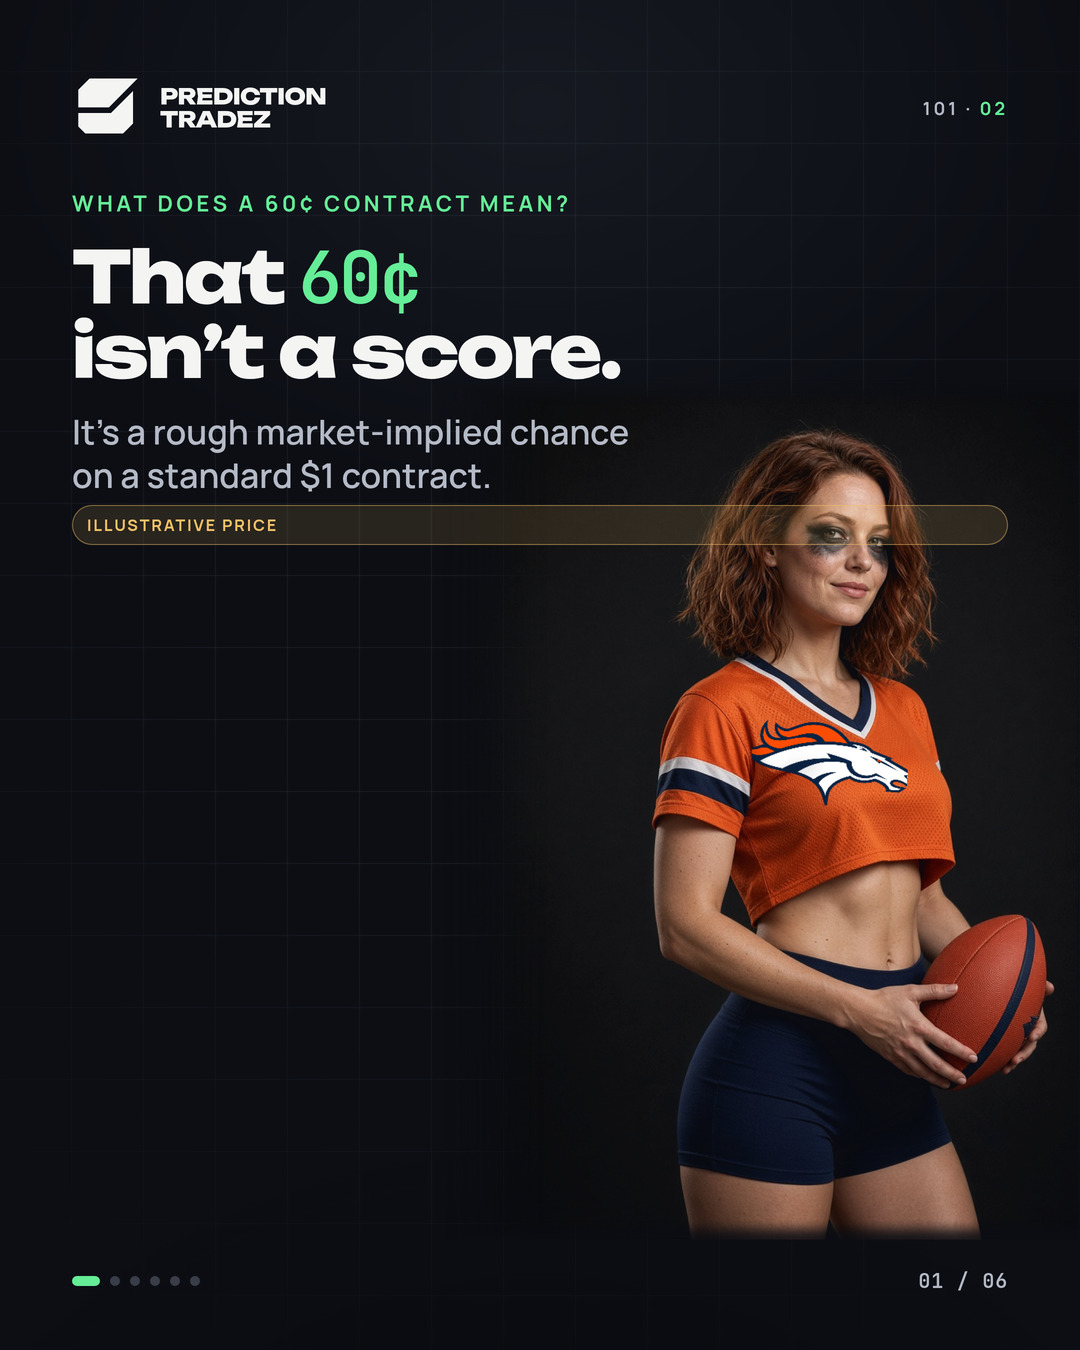 PREDICTION
TRADEZ
101 · 02
WHAT DOES A 60¢ CONTRACT MEAN?
That 60¢
isn’t a score.
It’s a rough market-implied chance
on a standard $1 contract.
ILLUSTRATIVE PRICE
01 / 06